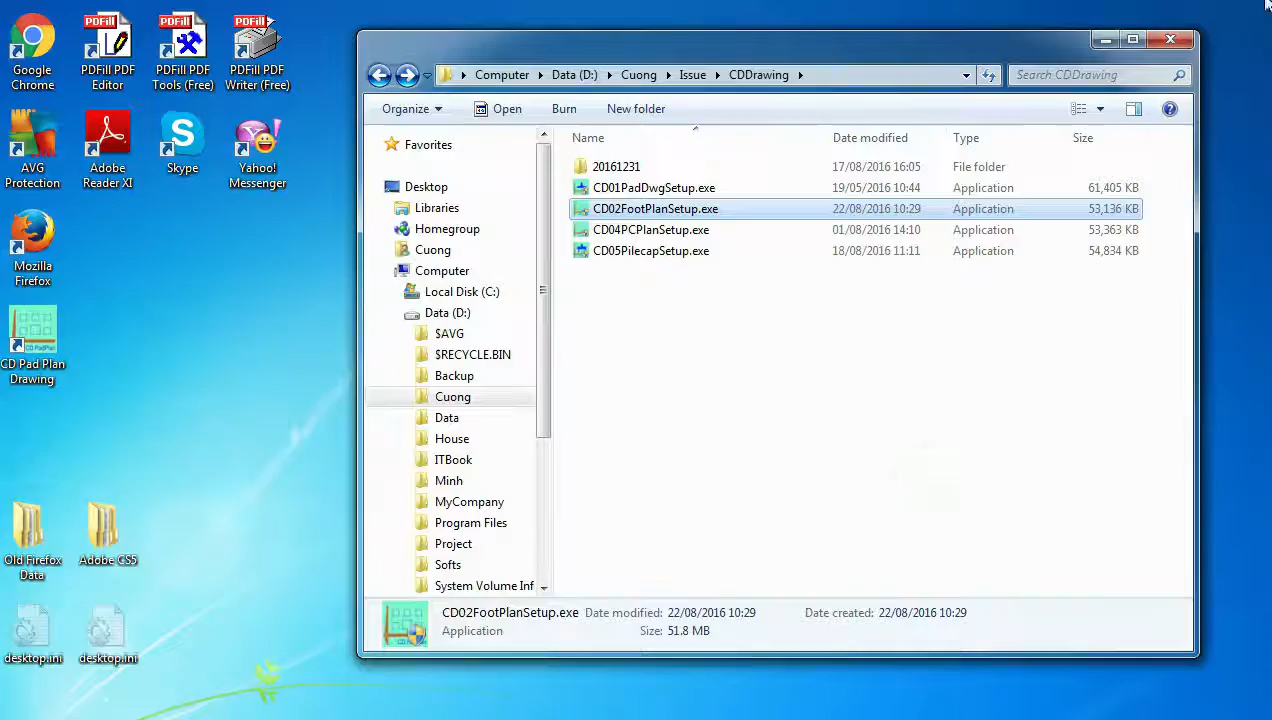 Google
Chrome
PDFill PDF
Editor
PDFill PDF
Tools (Free)
PDFill PDF
Writer (Free)
AVG
Protection
Adobe
Reader XI
Skype
Yahoo!
Messenger
Mozilla
Firefox
CD PadPlan
CD Pad Plan
Drawing
Old Firefox
Data
Adobe CS5
desktop.ini
desktop.ini
Computer
Data (D:)
Cuong
Issue
CDDrawing
Search CDDrawing
Organize
Open
Burn
New folder
Favorites
Desktop
Libraries
Homegroup
Cuong
Computer
Local Disk (C:)
Data (D:)
$AVG
$RECYCLE.BIN
Backup
Cuong
Data
House
ITBook
Minh
MyCompany
Program Files
Project
Softs
System Volume Inf
Name Date modified Type Size
20161231 17/08/2016 16:05 File folder
CD01PadDwgSetup.exe 19/05/2016 10:44 Application 61,405 KB
CD02FootPlanSetup.exe 22/08/2016 10:29 Application 53,136 KB
CD04PCPlanSetup.exe 01/08/2016 14:10 Application 53,363 KB
CD05PilecapSetup.exe 18/08/2016 11:11 Application 54,834 KB
CD02FootPlanSetup.exe Date modified: 22/08/2016 10:29 Date created: 22/08/2016 10:29
Application Size: 51.8 MB